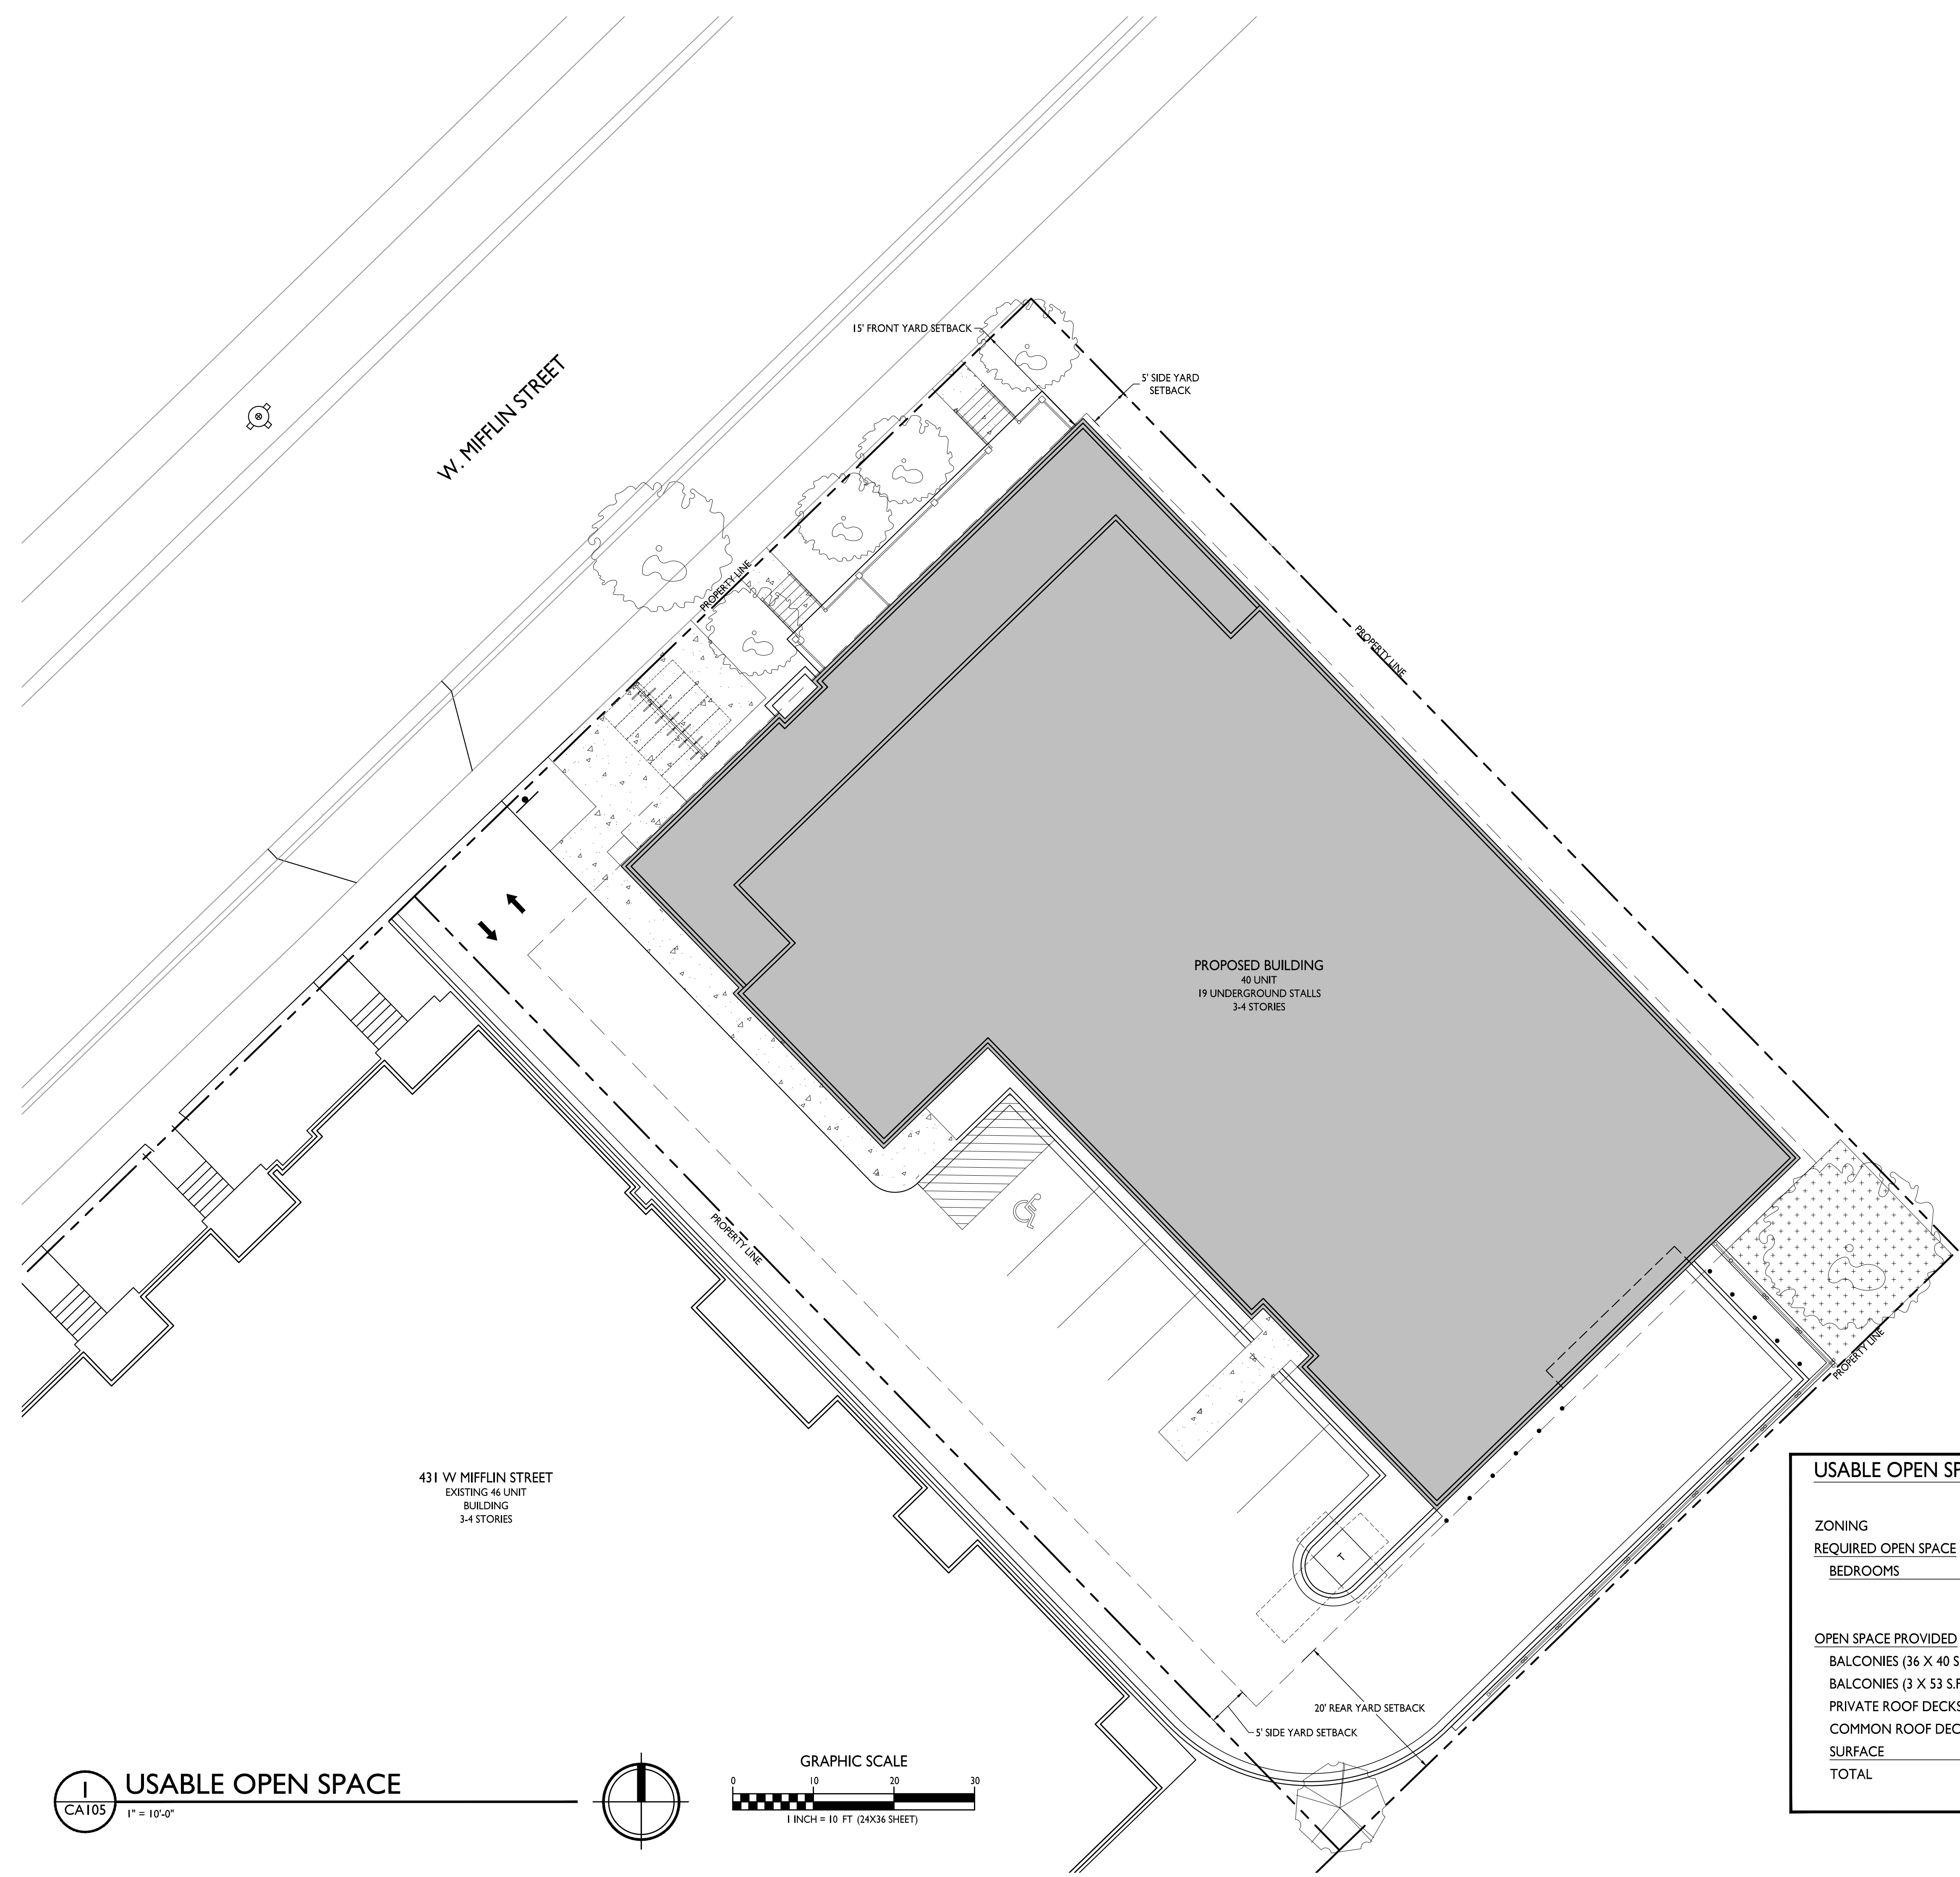 15' FRONT YARD SETBACK
5' SIDE YARD
SETBACK
W. MIFFLIN STREET
PROPERTY LINE
PROPERTY LINE
PROPOSED BUILDING
40 UNIT
19 UNDERGROUND STALLS
3-4 STORIES
PROPERTY LINE
PROPERTY LINE
431 W MIFFLIN STREET
EXISTING 46 UNIT
BUILDING
3-4 STORIES
T
20' REAR YARD SETBACK
5' SIDE YARD SETBACK
USABLE OPEN SP
ZONING
REQUIRED OPEN SPACE
BEDROOMS
OPEN SPACE PROVIDED
BALCONIES (36 X 40 S
BALCONIES (3 X 53 S.F
PRIVATE ROOF DECKS
COMMON ROOF DEC
SURFACE
TOTAL
1
CA105
USABLE OPEN SPACE
1" = 10'-0"
GRAPHIC SCALE
0 10 20 30
1 INCH = 10 FT (24X36 SHEET)